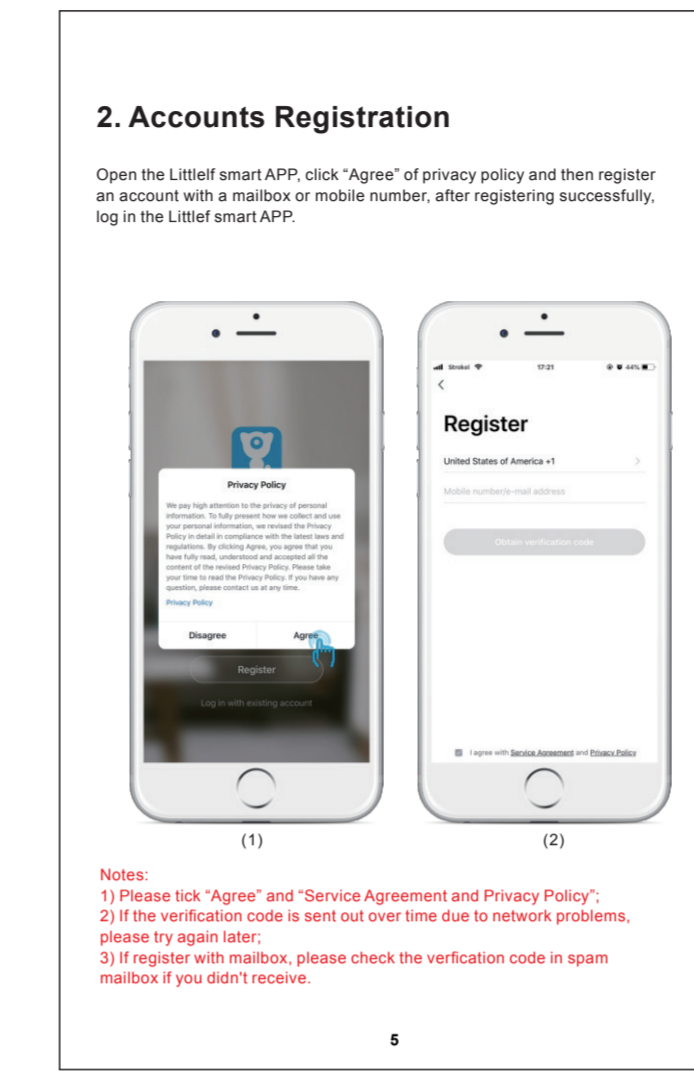 2. Accounts Registration
Open the Littlelf smart APP, click “Agree” of privacy policy and then register
an account with a mailbox or mobile number, after registering successfully,
log in the Littlef smart APP.
Privacy Policy
We pay high attention to the privacy of personal
information. To fully present how we collect and use
your personal information, we revised the Privacy
Policy in detail in compliance with the latest laws and
regulations. By clicking Agree, you agree that you
have fully read, understood and accepted all the
content of the revised Privacy Policy. Please take
your time to read the Privacy Policy. If you have any
question, please contact us at any time.
Privacy Policy
Disagree Agree
Register
Log in with existing account
(1)
17:21 44%
Register
United States of America +1
Mobile number/e-mail address
Obtain verification code
I agree with Service Agreement and Privacy Policy
(2)
Notes:
1) Please tick “Agree” and “Service Agreement and Privacy Policy”;
2) If the verification code is sent out over time due to network problems,
please try again later;
3) If register with mailbox, please check the verfication code in spam
mailbox if you didn't receive.
5